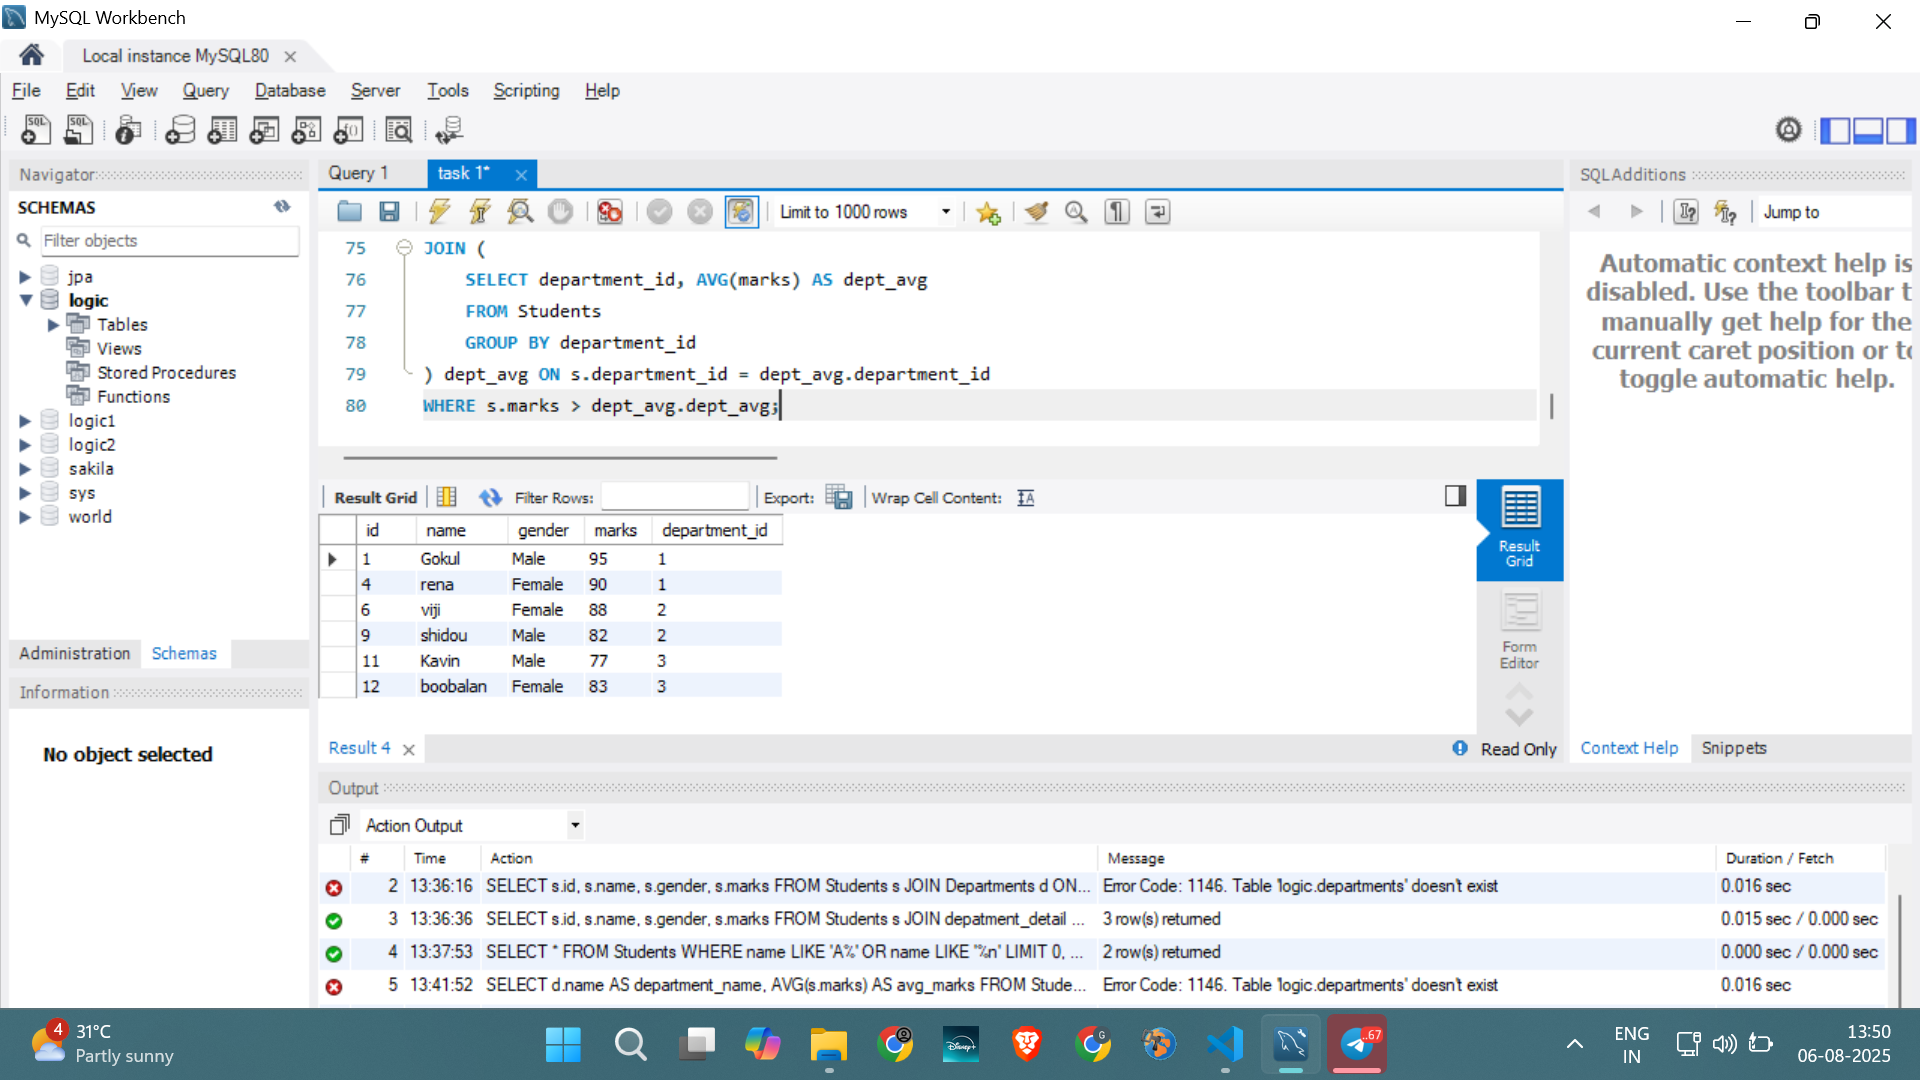 MySQL Workbench
Local instance MySQL80
File Edit View Query Database Server Tools Scripting Help
Navigator
SCHEMAS
Filter objects
jpa
logic
Tables
Views
Stored Procedures
Functions
logic1
logic2
sakila
sys
world
Administration Schemas
Information
No object selected
Query 1 task 1*
Limit to 1000 rows
75 JOIN (
76 SELECT department_id, AVG(marks) AS dept_avg
77 FROM Students
78 GROUP BY department_id
79 ) dept_avg ON s.department_id = dept_avg.department_id
80 WHERE s.marks > dept_avg.dept_avg;
Result Grid Filter Rows: Export: Wrap Cell Content:
id name gender marks department_id
1 Gokul Male 95 1
4 rena Female 90 1
6 viji Female 88 2
9 shidou Male 82 2
11 Kavin Male 77 3
12 boobalan Female 83 3
Result Grid
Form Editor
Result 4
Read Only
SQLAdditions
Jump to
Automatic context help is
disabled. Use the toolbar t
manually get help for the
current caret position or to
toggle automatic help.
Context Help Snippets
Output
Action Output
# Time Action Message Duration / Fetch
2 13:36:16 SELECT s.id, s.name, s.gender, s.marks FROM Students s JOIN Departments d ON... Error Code: 1146. Table 'logic.departments' doesn't exist 0.016 sec
3 13:36:36 SELECT s.id, s.name, s.gender, s.marks FROM Students s JOIN depatment_detail ... 3 row(s) returned 0.015 sec / 0.000 sec
4 13:37:53 SELECT * FROM Students WHERE name LIKE 'A%' OR name LIKE '%n' LIMIT 0, ... 2 row(s) returned 0.000 sec / 0.000 sec
5 13:41:52 SELECT d.name AS department_name, AVG(s.marks) AS avg_marks FROM Stude... Error Code: 1146. Table 'logic.departments' doesn't exist 0.016 sec
4
31°C
Partly sunny
Disney+
G
..67
ENG
IN
13:50
06-08-2025